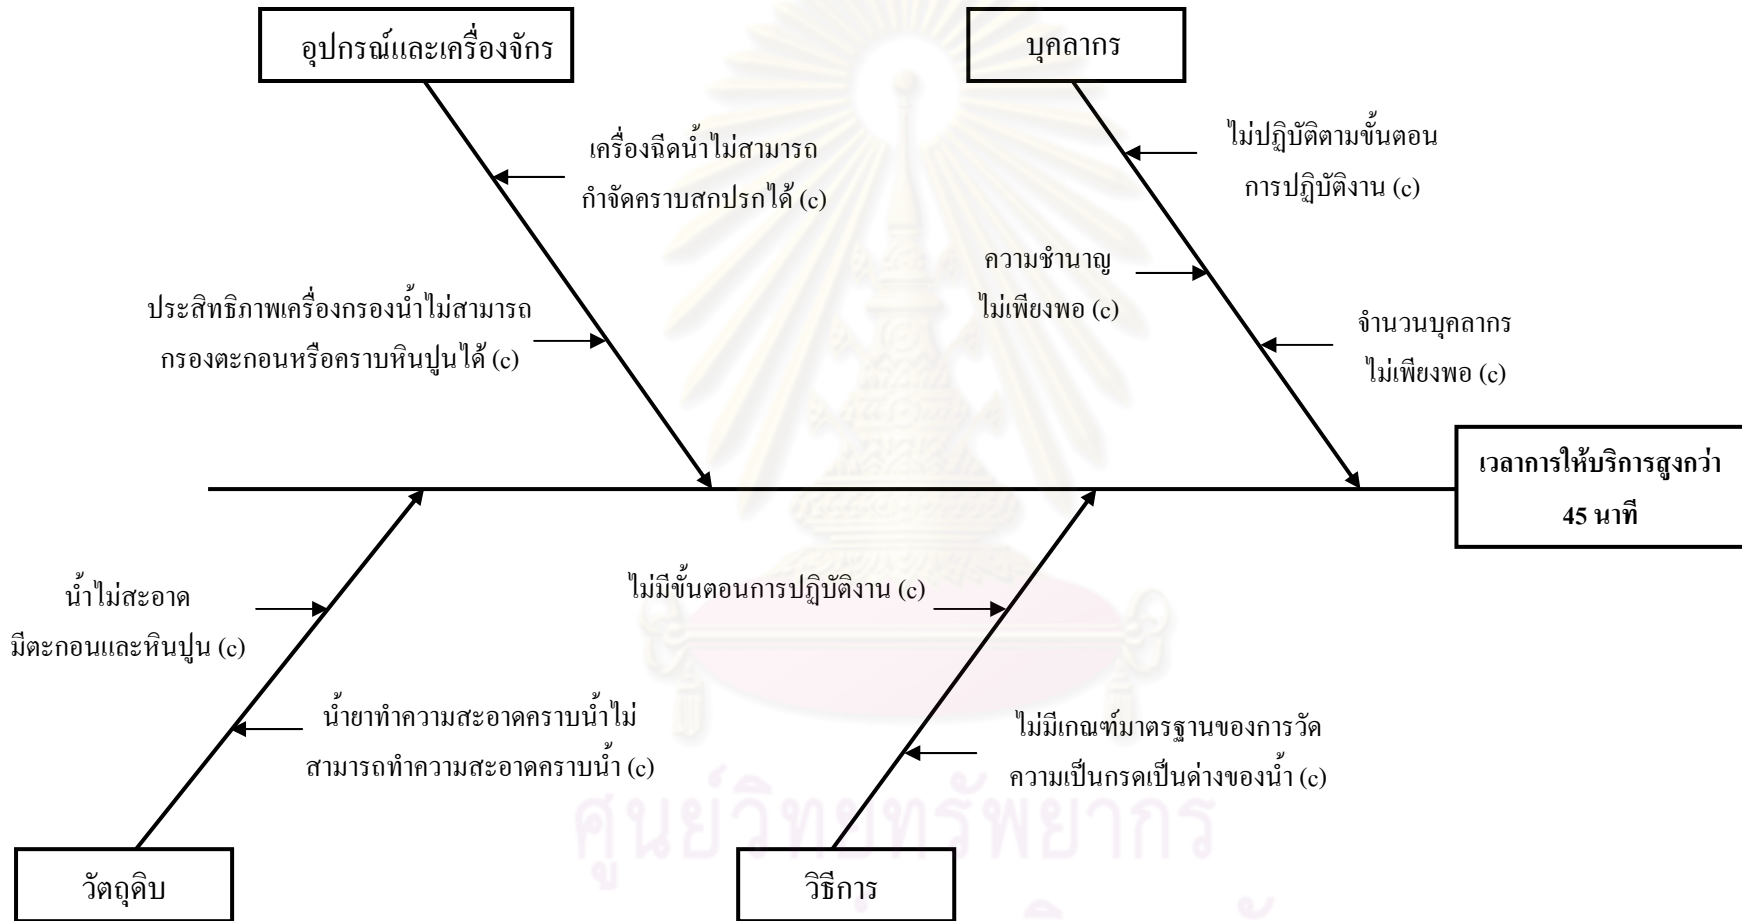 อุปกรณ์และเครื่องจักร
บุคลากร
เครื่องฉีดน้ำไม่สามารถ
กำจัดคราบสกปรกได้ (c)
ไม่ปฏิบัติตามขั้นตอน
การปฏิบัติงาน (c)
ความชำนาญ
ไม่เพียงพอ (c)
ประสิทธิภาพเครื่องกรองน้ำไม่สามารถ
กรองตะกอนหรือคราบหินปูนได้ (c)
จำนวนบุคลากร
ไม่เพียงพอ (c)
เวลาการให้บริการสูงกว่า
45 นาที
น้ำไม่สะอาด
มีตะกอนและหินปูน (c)
ไม่มีขั้นตอนการปฏิบัติงาน (c)
น้ำยาทำความสะอาดคราบน้ำไม่
สามารถทำความสะอาดคราบน้ำ (c)
ไม่มีเกณฑ์มาตรฐานของการวัด
ความเป็นกรดเป็นด่างของน้ำ (c)
ศูนย์วิทยทรัพยากร
วัตถุดิบ
วิธีการ